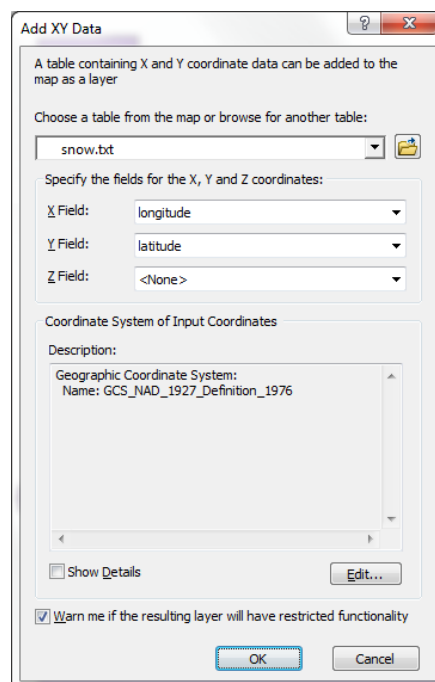 Add XY Data
A table containing X and Y coordinate data can be added to the
map as a layer
Choose a table from the map or browse for another table:
snow.txt
Specify the fields for the X, Y and Z coordinates:
X Field:
longitude
Y Field:
latitude
Z Field:
<None>
Coordinate System of Input Coordinates
Description:
Geographic Coordinate System:
Name: GCS_NAD_1927_Definition_1976
Show Details
Edit...
Warn me if the resulting layer will have restricted functionality
OK
Cancel